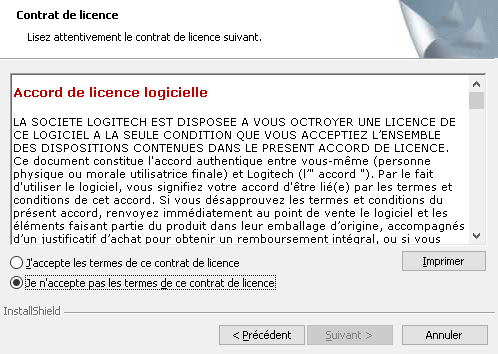 Contrat de licence
Lisez attentivement le contrat de licence suivant.
Accord de licence logicielle
LA SOCIETE LOGITECH EST DISPOSEE A VOUS OCTROYER UNE LICENCE DE
CE LOGICIEL A LA SEULE CONDITION QUE VOUS ACCEPTIEZ L’ENSEMBLE
DES DISPOSITIONS CONTENUES DANS LE PRESENT ACCORD DE LICENCE.
Ce document constitue l'accord authentique entre vous-même (personne
physique ou morale utilisatrice finale) et Logitech (l’" accord "). Par le fait
d'utiliser le logiciel, vous signifiez votre accord d'être lié(e) par les termes et
conditions de cet accord. Si vous désapprouvez les termes et conditions du
présent accord, renvoyez immédiatement au point de vente le logiciel et les
éléments faisant partie du produit dans leur emballage d’origine, accompagnés
d’un justificatif d’achat pour obtenir un remboursement intégral, ou si vous
J'accepte les termes de ce contrat de licence
Imprimer
Je n'accepte pas les termes de ce contrat de licence
InstallShield
< Précédent
Suivant >
Annuler